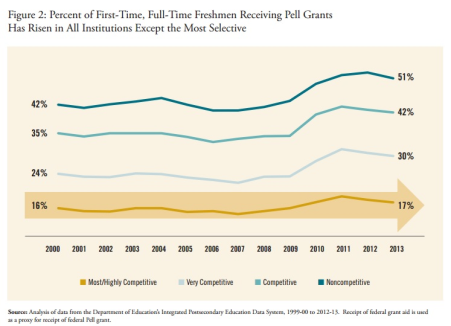 Figure 2: Percent of First-Time, Full-Time Freshmen Receiving Pell Grants
Has Risen in All Institutions Except the Most Selective
42%
51%
35%
42%
24%
30%
16%
17%
2000 2001 2002 2003 2004 2005 2006 2007 2008 2009 2010 2011 2012 2013
Most/Highly Competitive Very Competitive Competitive Noncompetitive
Source: Analysis of data from the Department of Education's Integrated Postsecondary Education Data System, 1999-00 to 2012-13. Receipt of federal grant aid is used
as a proxy for receipt of federal Pell grant.